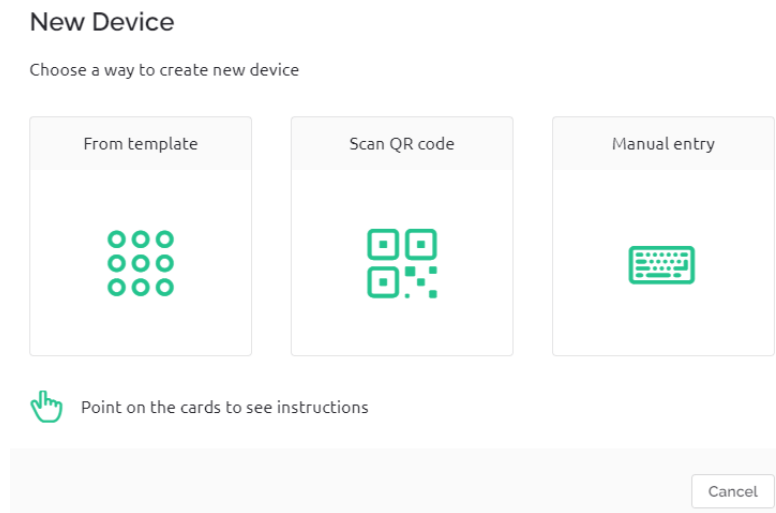 New Device
Choose a way to create new device
From template
Scan QR code
Manual entry
Point on the cards to see instructions
Cancel